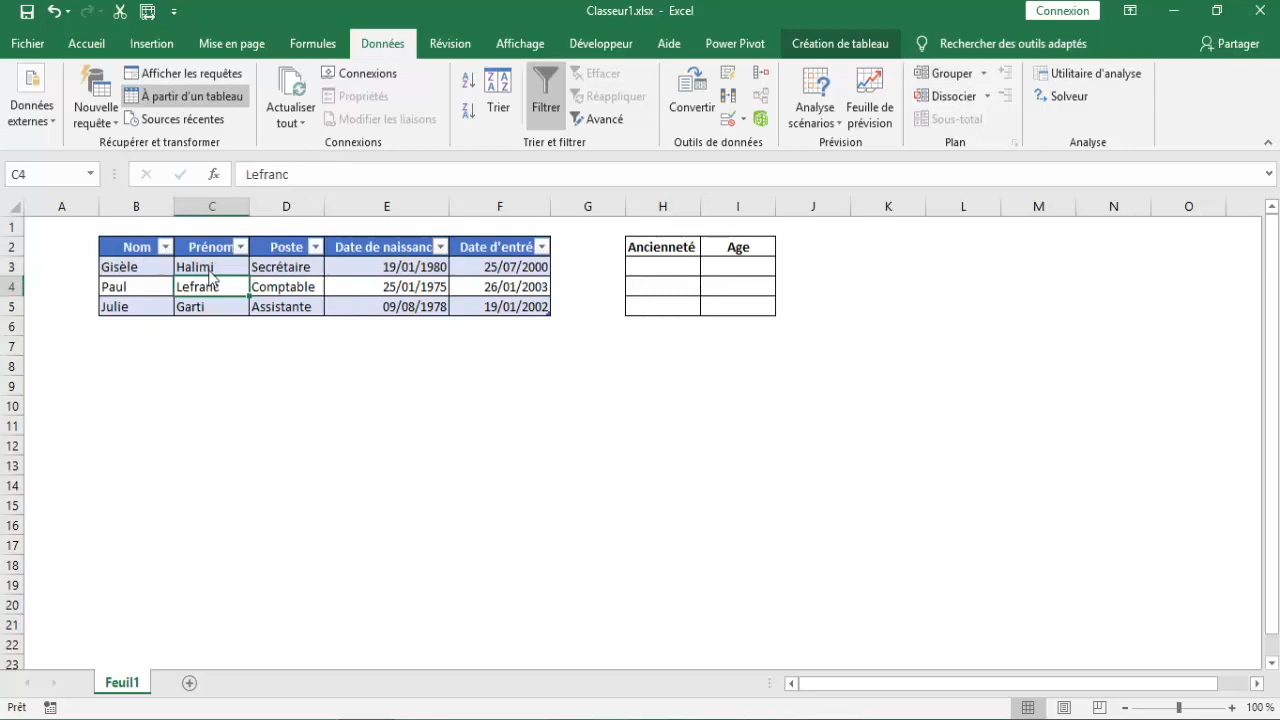 Classeur1.xlsx - Excel
Connexion
Fichier Accueil Insertion Mise en page Formules Données Révision Affichage Développeur Aide Power Pivot Création de tableau Rechercher des outils adaptés Partager
Données externes
Nouvelle requête
Afficher les requêtes
À partir d'un tableau
Sources récentes
Récupérer et transformer
Actualiser tout
Connexions
Propriétés
Modifier les liaisons
Connexions
Trier
Filtrer
Effacer
Réappliquer
Avancé
Trier et filtrer
Convertir
Outils de données
Analyse scénarios
Feuille de prévision
Prévision
Grouper
Dissocier
Sous-total
Plan
Utilitaire d'analyse
Solveur
Analyse
C4 fx Lefranc
A B C D E F G H I J K L M N O
1
2 Nom Prénom Poste Date de naissanc Date d'entré Ancienneté Age
3 Gisèle Halimi Secrétaire 19/01/1980 25/07/2000
4 Paul Lefranc Comptable 25/01/1975 26/01/2003
5 Julie Garti Assistante 09/08/1978 19/01/2002
6
7
8
9
10
11
12
13
14
15
16
17
18
19
20
21
22
23
Feuil1
Prêt 100 %